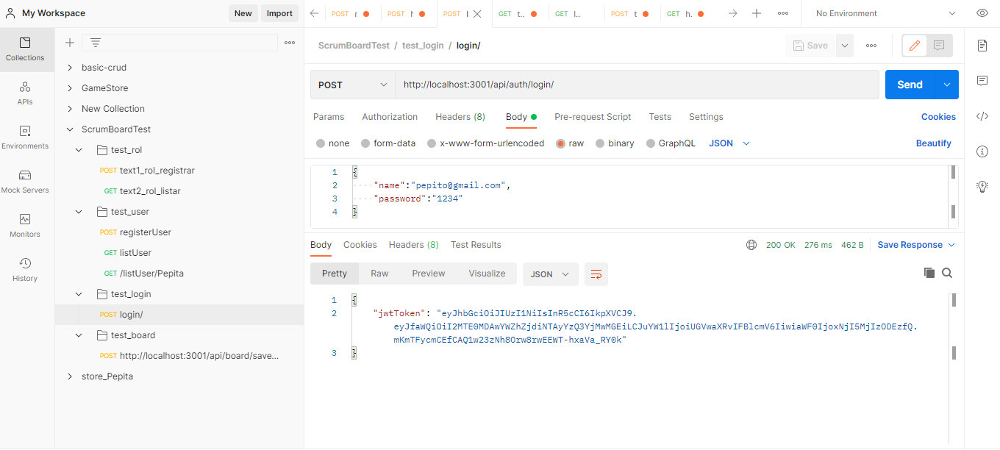 My Workspace
New
Import
POST r
POST h
POST l
GET t..
GET l..
POST t
GET h.
No Environment
Collections
APIs
Environments
Mock Servers
Monitors
History
basic-crud
GameStore
New Collection
ScrumBoardTest
test_rol
POST text1_rol_registrar
GET text2_rol_listar
test_user
POST registerUser
GET listUser
GET /listUser/Pepita
test_login
POST login/
test_board
POST http://localhost:3001/api/board/save...
store_Pepita
ScrumBoardTest / test_login / login/
Save
POST
http://localhost:3001/api/auth/login/
Send
Params
Authorization
Headers (8)
Body
Pre-request Script
Tests
Settings
Cookies
none
form-data
x-www-form-urlencoded
raw
binary
GraphQL
JSON
Beautify
1 {
2 ····"name":"pepito@gmail.com",
3 ····"password":"1234"
4 }
Body
Cookies
Headers (8)
Test Results
200 OK
276 ms
462 B
Save Response
Pretty
Raw
Preview
Visualize
JSON
1 {
2 "jwtToken": "eyJhbGciOiJIUzI1NiIsInR5cCI6IkpXVCJ9.
eyJfaWQiOiI2MTE0MDAwYWZhZjdiNTAyYzQ3YjMwMGEiLCJuYW1lIjoiUGVwaXRvIFBlcmV6IiwiaWF0IjoxNjI5MjIzODEzfQ.
mKmTFycmCEfCAQ1w23zNh8Orw8rwEEWT-hxaVa_RY0k"
3 }